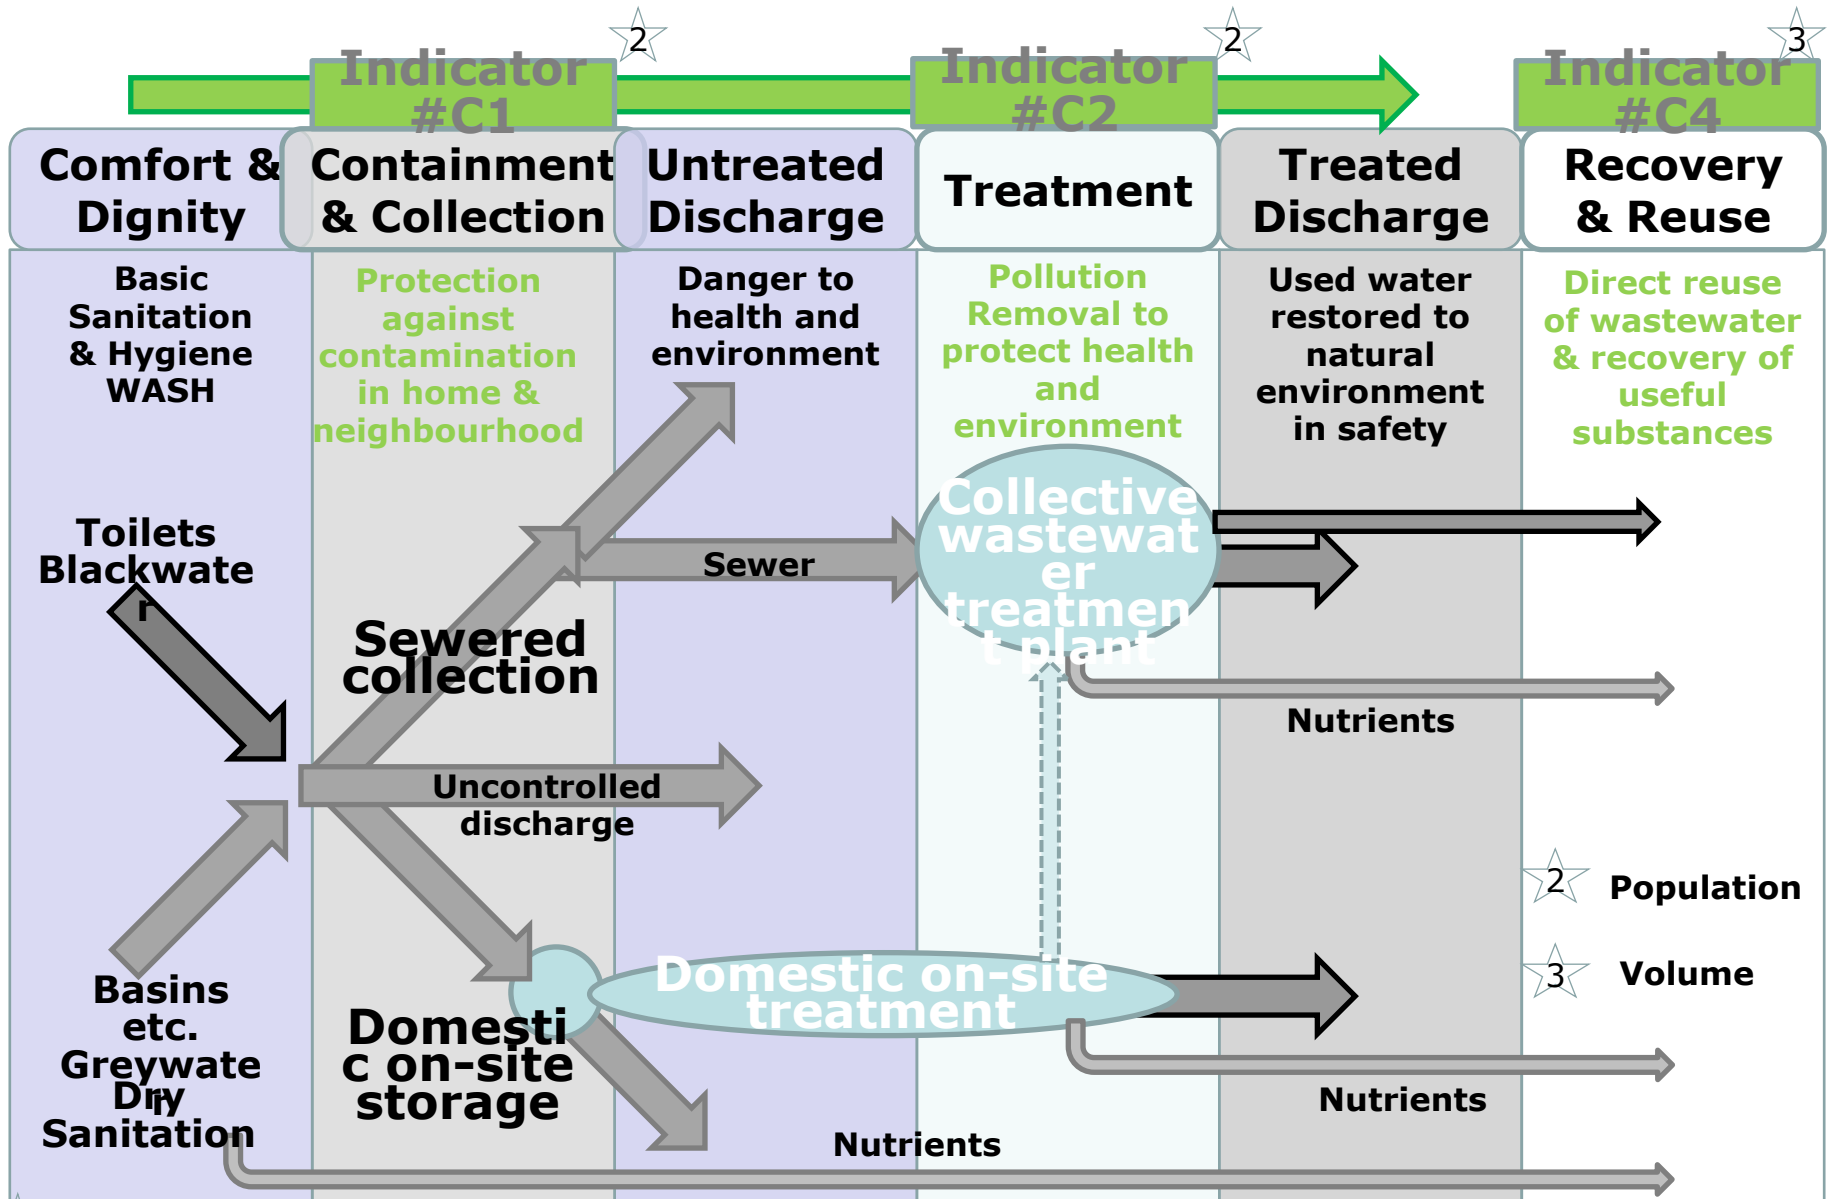 2
2
3
Indicator
#C1
Indicator
#C2
Indicator
#C4
Comfort &
Dignity
Containment
& Collection
Untreated
Discharge
Treatment
Treated
Discharge
Recovery
& Reuse
Basic
Sanitation
& Hygiene
WASH
Protection
against
contamination
in home &
neighbourhood
Danger to
health and
environment
Pollution
Removal to
protect health
and
environment
Used water
restored to
natural
environment
in safety
Direct reuse
of wastewater
& recovery of
useful
substances
Toilets
Blackwate
r
Sewered
collection
Sewer
Collective
wastewat
er
treatmen
t plant
Nutrients
Uncontrolled
discharge
2
Population
3
Volume
Basins
etc.
Greywate
r
Dry
Sanitation
Domesti
c on-site
storage
Domestic on-site
treatment
Nutrients
Nutrients